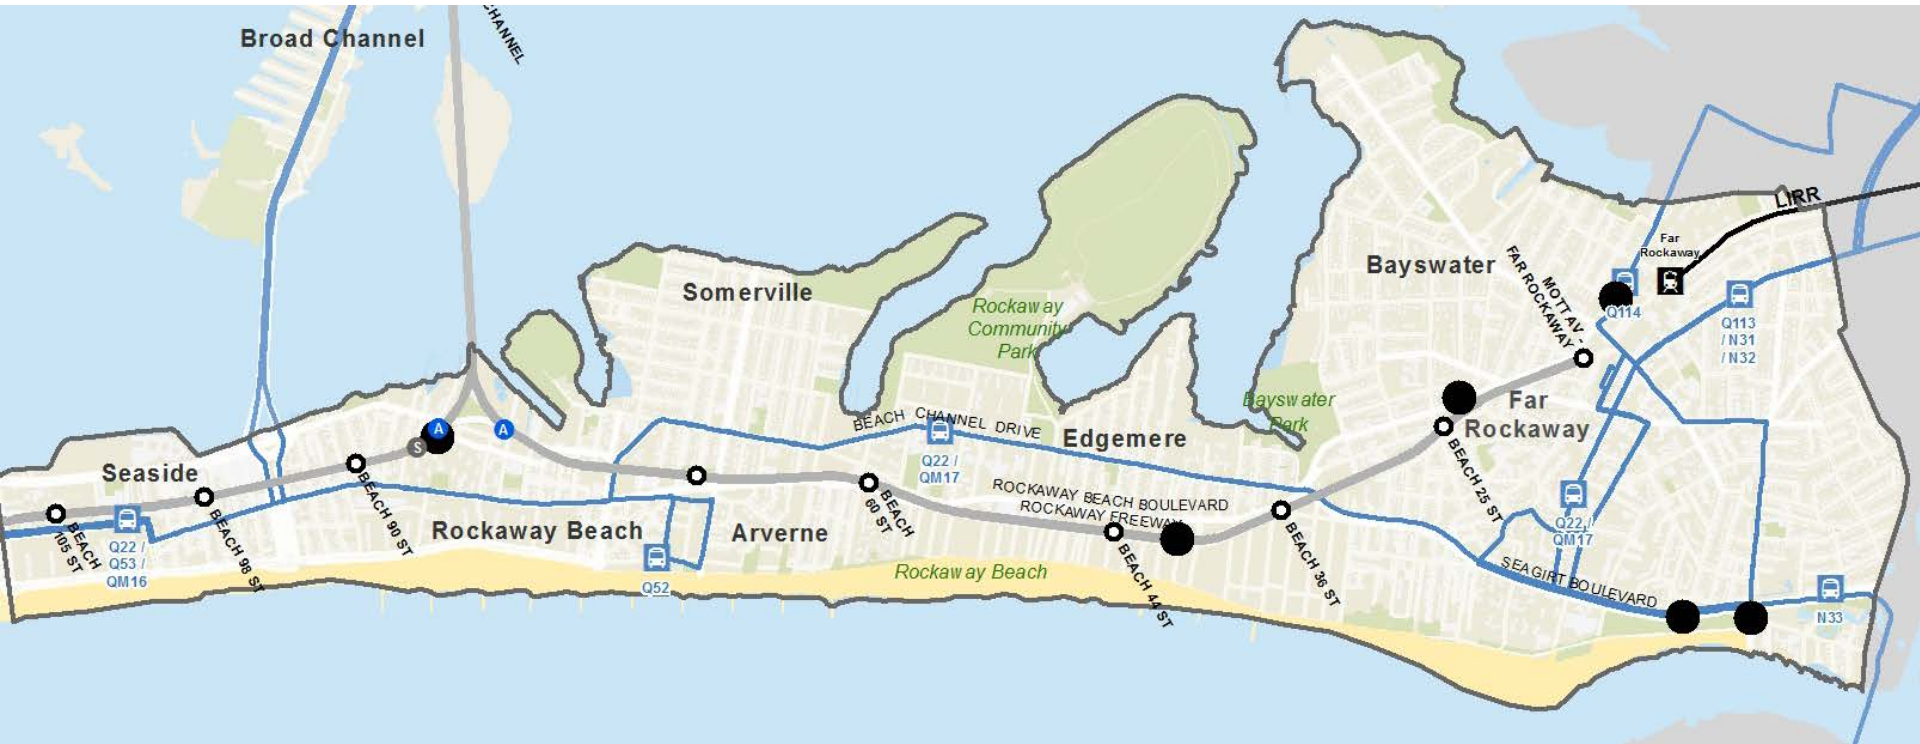 Broad Channel
CHANNEL
LIRR
Far
Rockaway
Bayswater
MOTT AV -
FAR ROCKAWAY
Somerville
Rockaway
Community
Park
Q114
Q113
/ N31
/ N32
Bayswater
Park
Far
Rockaway
BEACH CHANNEL DRIVE
Edgemere
A
A
S
Seaside
Q22 /
QM17
BEACH 25 ST
BEACH 90 ST
BEACH 98 ST
BEACH
105 ST
Q22 /
Q53 /
QM16
Rockaway Beach
Arverne
BEACH
60 ST
ROCKAWAY BEACH BOULEVARD
ROCKAWAY FREEWAY
BEACH 44 ST
BEACH 36 ST
Q22 /
QM17
Q52
Rockaway Beach
SEAGIRT BOULEVARD
N33